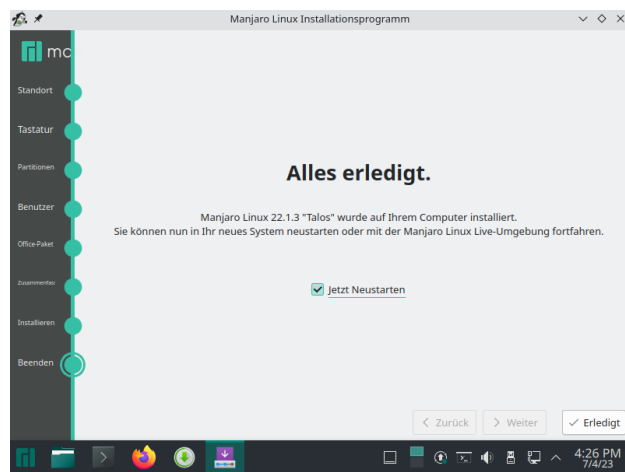 Manjaro Linux Installationsprogramm
Standort
Tastatur
Partitionen
Benutzer
Office-Paket
Installieren
Beenden
Alles erledigt.
Manjaro Linux 22.1.3 "Talos" wurde auf Ihrem Computer installiert.
Sie können nun in Ihr neues System neustarten oder mit der Manjaro Linux Live-Umgebung fortfahren.
Jetzt Neustarten
Zurück
Weiter
Erledigt
4:26 PM
7/4/23